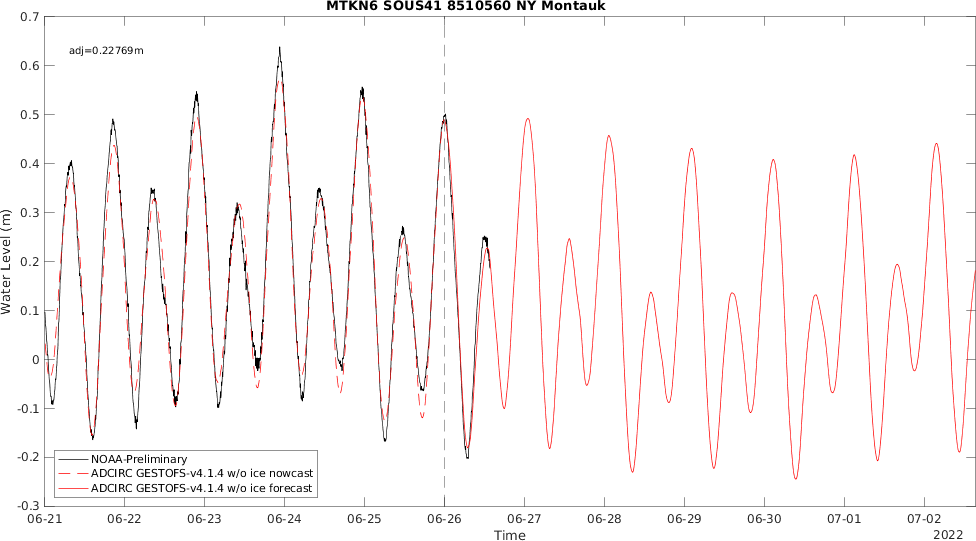 MTKN6 SOUS41 8510560 NY Montauk
0.7
adj=0.22769m
0.6
0.5
0.4
0.3
0.2
0.1
0
-0.1
-0.2
-0.3
Water Level (m)
NOAA-Preliminary
ADCIRC GESTOFS-v4.1.4 w/o ice nowcast
ADCIRC GESTOFS-v4.1.4 w/o ice forecast
06-21 06-22 06-23 06-24 06-25 06-26 06-27 06-28 06-29 06-30 07-01 07-02
Time
2022